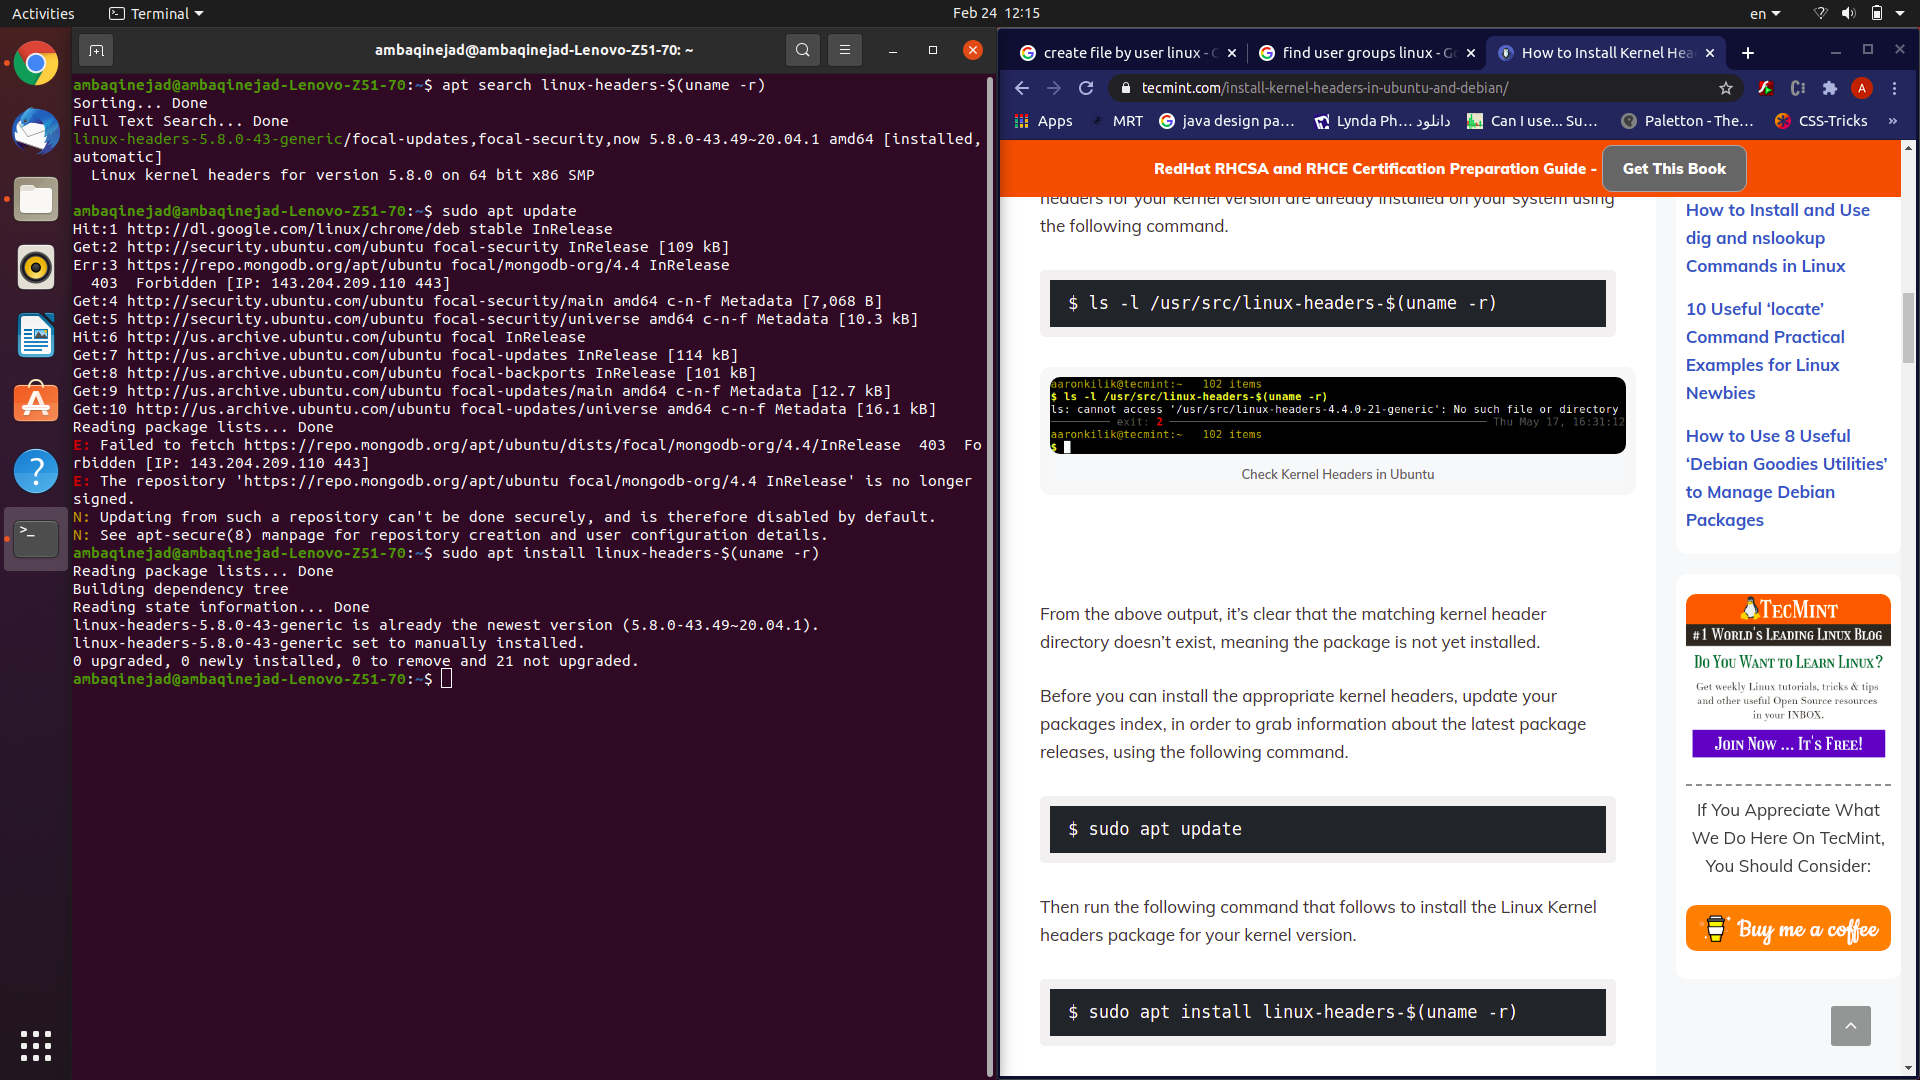 Activities
Terminal
Feb 24 12:15
en
ambaqinejad@ambaqinejad-Lenovo-Z51-70: ~
ambaqinejad@ambaqinejad-Lenovo-Z51-70:~$ apt search linux-headers-$(uname -r)
Sorting... Done
Full Text Search... Done
linux-headers-5.8.0-43-generic/focal-updates,focal-security,now 5.8.0-43.49~20.04.1 amd64 [installed,
automatic]
Linux kernel headers for version 5.8.0 on 64 bit x86 SMP
ambaqinejad@ambaqinejad-Lenovo-Z51-70:~$ sudo apt update
Hit:1 http://dl.google.com/linux/chrome/deb stable InRelease
Get:2 http://security.ubuntu.com/ubuntu focal-security InRelease [109 kB]
Err:3 https://repo.mongodb.org/apt/ubuntu focal/mongodb-org/4.4 InRelease
403  Forbidden [IP: 143.204.209.110 443]
Get:4 http://security.ubuntu.com/ubuntu focal-security/main amd64 c-n-f Metadata [7,068 B]
Get:5 http://security.ubuntu.com/ubuntu focal-security/universe amd64 c-n-f Metadata [10.3 kB]
Hit:6 http://us.archive.ubuntu.com/ubuntu focal InRelease
Get:7 http://us.archive.ubuntu.com/ubuntu focal-updates InRelease [114 kB]
Get:8 http://us.archive.ubuntu.com/ubuntu focal-backports InRelease [101 kB]
Get:9 http://us.archive.ubuntu.com/ubuntu focal-updates/main amd64 c-n-f Metadata [12.7 kB]
Get:10 http://us.archive.ubuntu.com/ubuntu focal-updates/universe amd64 c-n-f Metadata [16.1 kB]
Reading package lists... Done
E: Failed to fetch https://repo.mongodb.org/apt/ubuntu/dists/focal/mongodb-org/4.4/InRelease  403  Fo
rbidden [IP: 143.204.209.110 443]
E: The repository 'https://repo.mongodb.org/apt/ubuntu focal/mongodb-org/4.4 InRelease' is no longer
signed.
N: Updating from such a repository can't be done securely, and is therefore disabled by default.
N: See apt-secure(8) manpage for repository creation and user configuration details.
ambaqinejad@ambaqinejad-Lenovo-Z51-70:~$ sudo apt install linux-headers-$(uname -r)
Reading package lists... Done
Building dependency tree
Reading state information... Done
linux-headers-5.8.0-43-generic is already the newest version (5.8.0-43.49~20.04.1).
linux-headers-5.8.0-43-generic set to manually installed.
0 upgraded, 0 newly installed, 0 to remove and 21 not upgraded.
ambaqinejad@ambaqinejad-Lenovo-Z51-70:~$
create file by user linux -
find user groups linux - Go
How to Install Kernel Hea
tecmint.com/install-kernel-headers-in-ubuntu-and-debian/
A
Apps
MRT
java design pa...
Lynda Ph... دانلود
Can I use... Su...
Paletton - The...
CSS-Tricks
»
RedHat RHCSA and RHCE Certification Preparation Guide - Get This Book
headers for your kernel version are already installed on your system using
the following command.
$ ls -l /usr/src/linux-headers-$(uname -r)
aaronkilik@tecmint:~   102 items
$ ls -l /usr/src/linux-headers-$(uname -r)
ls: cannot access '/usr/src/linux-headers-4.4.0-21-generic': No such file or directory
exit: 2 Thu May 17, 16:31:12
aaronkilik@tecmint:~   102 items
$
Check Kernel Headers in Ubuntu
From the above output, it’s clear that the matching kernel header
directory doesn’t exist, meaning the package is not yet installed.
Before you can install the appropriate kernel headers, update your
packages index, in order to grab information about the latest package
releases, using the following command.
$ sudo apt update
Then run the following command that follows to install the Linux Kernel
headers package for your kernel version.
$ sudo apt install linux-headers-$(uname -r)
How to Install and Use
dig and nslookup
Commands in Linux
10 Useful ‘locate’
Command Practical
Examples for Linux
Newbies
How to Use 8 Useful
‘Debian Goodies Utilities’
to Manage Debian
Packages
TecMint
#1 World's Leading Linux Blog
Do You Want to Learn Linux?
Get weekly Linux tutorials, tricks & tips
and other useful Open Source resources
in your INBOX.
Join Now ... It's Free!
If You Appreciate What
We Do Here On TecMint,
You Should Consider:
Buy me a coffee